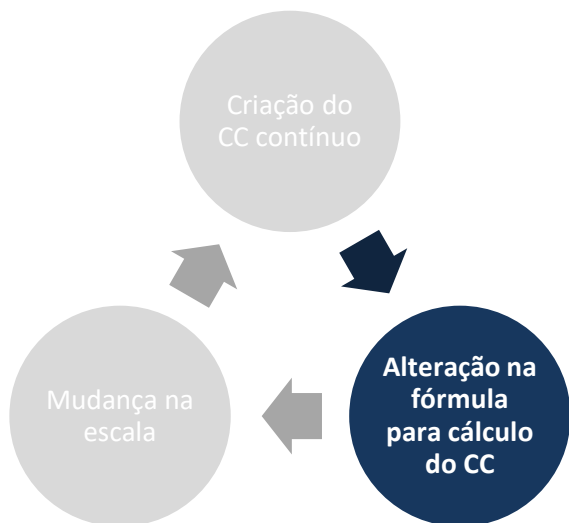 Criação do
CC contínuo
Alteração na
fórmula
para cálculo
do CC
Mudança na
escala